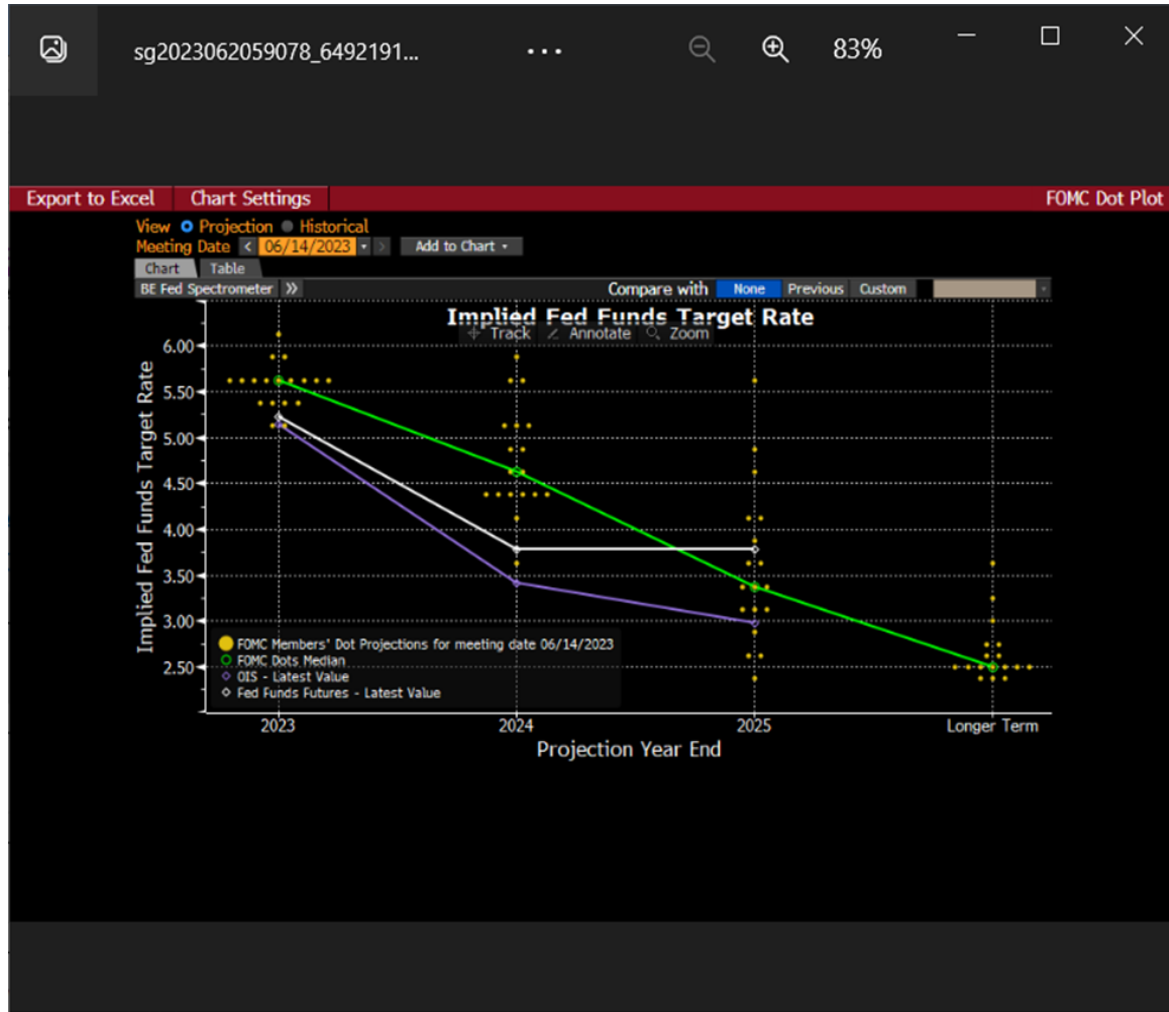 sg2023062059078_6492191... ... 83%
Export to Excel Chart Settings FOMC Dot Plot
View Projection Historical
Meeting Date < 06/14/2023 > Add to Chart
Chart Table
BE Fed Spectrometer » Compare with None Previous Custom
Implied Fed Funds Target Rate
Track Annotate Zoom
Implied Fed Funds Target Rate
6.00
5.50
5.00
4.50
4.00
3.50
3.00
2.50
FOMC Members' Dot Projections for meeting date 06/14/2023
FOMC Dots Median
OIS - Latest Value
Fed Funds Futures - Latest Value
2023 2024 2025 Longer Term
Projection Year End